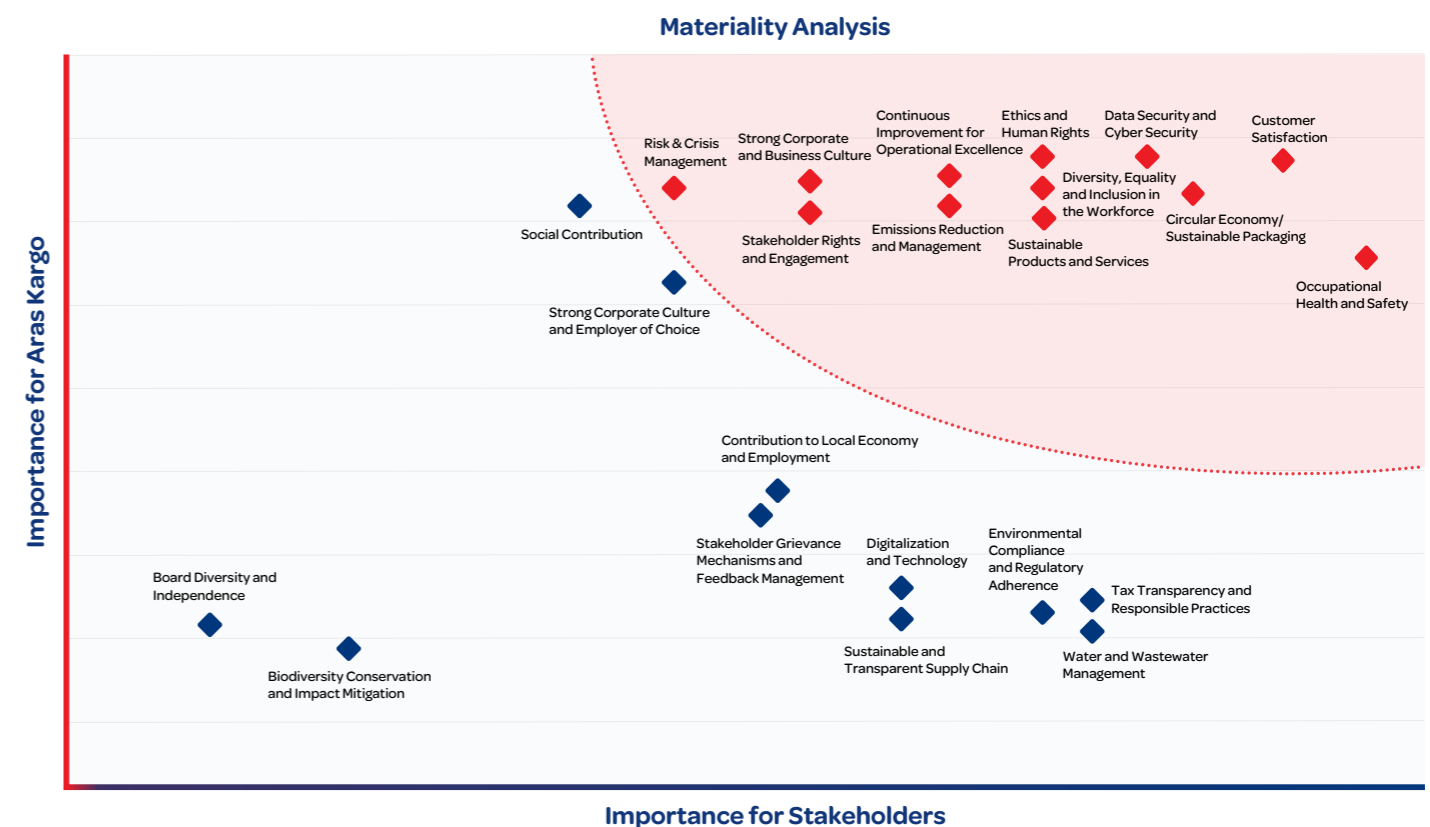 Materiality Analysis
Importance for Aras Kargo
Risk & Crisis
Management
Strong Corporate
and Business Culture
Continuous
Improvement for
Operational Excellence
Ethics and
Human Rights
Data Security and
Cyber Security
Customer
Satisfaction
Social Contribution
Stakeholder Rights
and Engagement
Emissions Reduction
and Management
Diversity, Equality
and Inclusion in
the Workforce
Sustainable
Products and Services
Circular Economy/
Sustainable Packaging
Occupational
Health and Safety
Strong Corporate Culture
and Employer of Choice
Contribution to Local Economy
and Employment
Stakeholder Grievance
Mechanisms and
Feedback Management
Digitalization
and Technology
Environmental
Compliance
and Regulatory
Adherence
Tax Transparency and
Responsible Practices
Board Diversity and
Independence
Biodiversity Conservation
and Impact Mitigation
Sustainable and
Transparent Supply Chain
Water and Wastewater
Management
Importance for Stakeholders